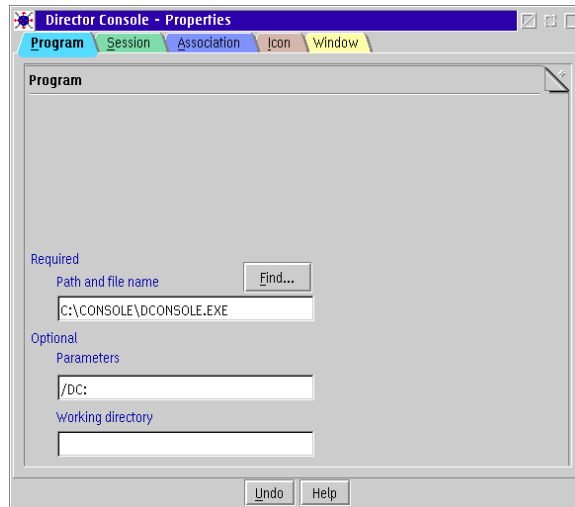 Director Console - Properties
Program Session Association Icon Window
Program
Required
Path and file name Find...
C:\CONSOLE\DCONSOLE.EXE
Optional
Parameters
/DC:
Working directory
Undo Help